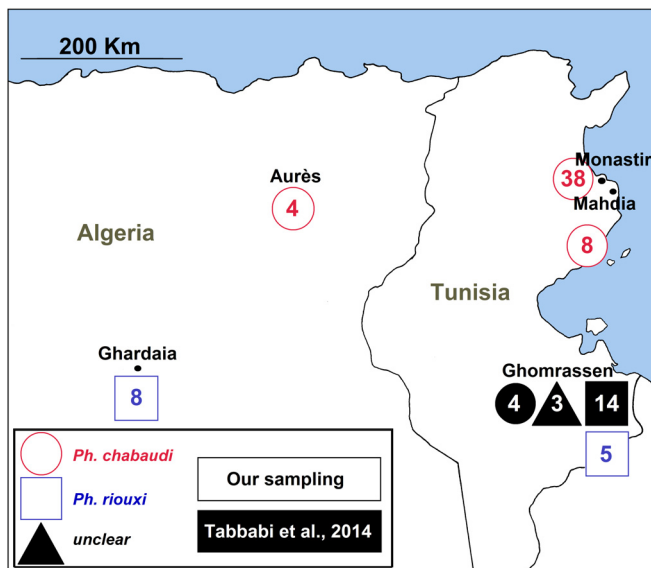 200 Km
Monastir
38
Aurès
Mahdia
4
Algeria
8
Tunisia
Ghardaia
Ghomrassen
8
4 3 14
Ph. chabaudi
5
Our sampling
Ph. riouxi
Tabbabi et al., 2014
unclear